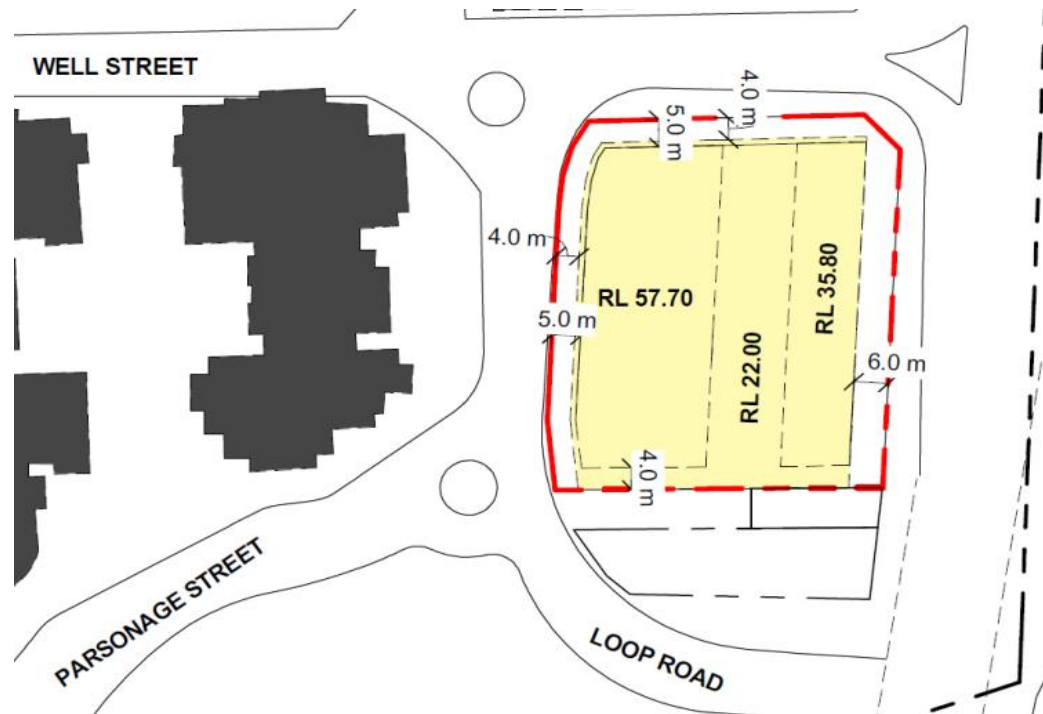 WELL STREET
4.0 m
5.0 m
4.0 m
RL 57.70
RL 35.80
5.0 m
RL 22.00
6.0 m
4.0 m
PARSONAGE STREET
LOOP ROAD